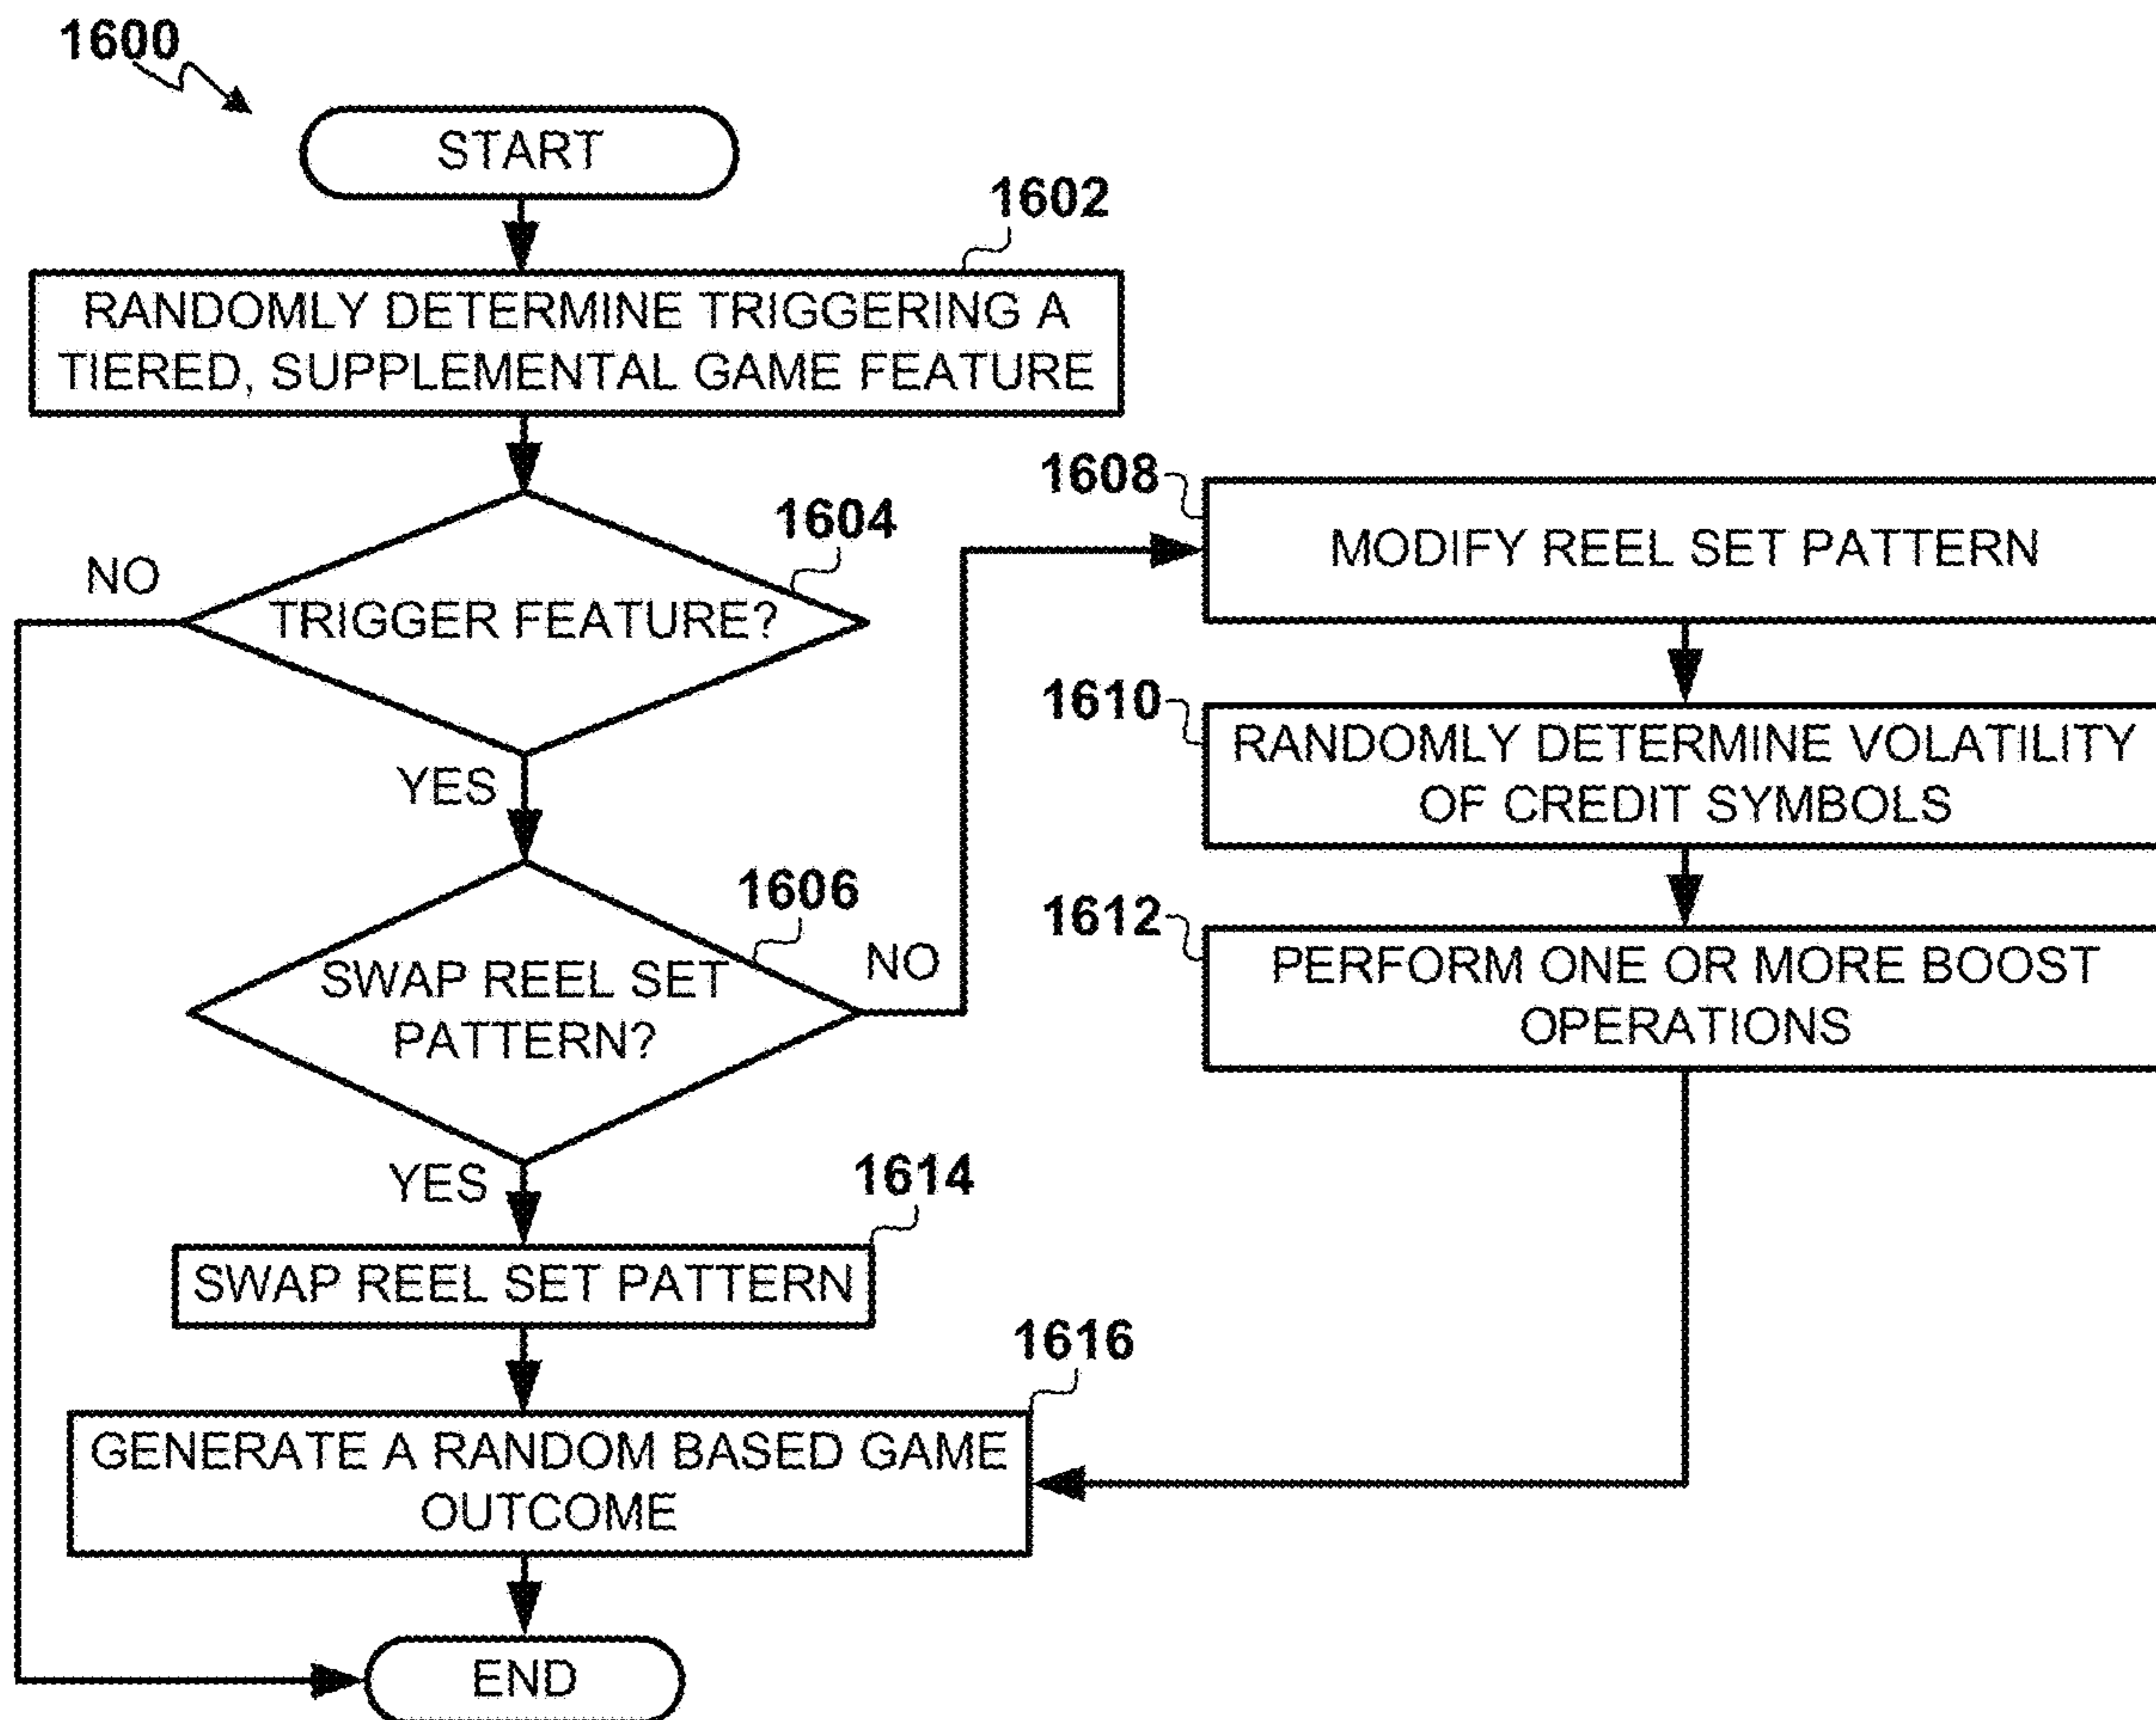 1600
START
1602
RANDOMLY DETERMINE TRIGGERING A
TIERED, SUPPLEMENTAL GAME FEATURE
1604
NO
TRIGGER FEATURE?
YES
1606
NO
SWAP REEL SET
PATTERN?
YES
1608
MODIFY REEL SET PATTERN
1610
RANDOMLY DETERMINE VOLATILITY
OF CREDIT SYMBOLS
1612
PERFORM ONE OR MORE BOOST
OPERATIONS
1614
SWAP REEL SET PATTERN
1616
GENERATE A RANDOM BASED GAME
OUTCOME
END